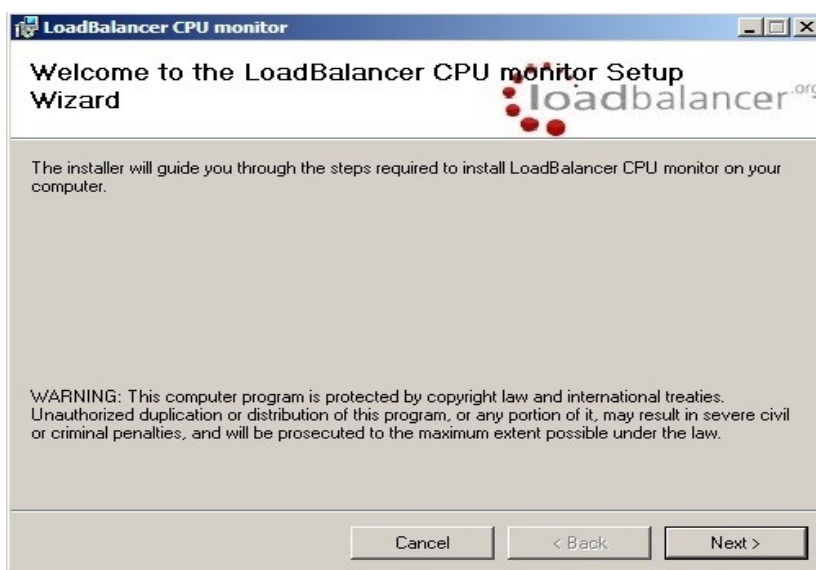 LoadBalancer CPU monitor
Welcome to the LoadBalancer CPU monitor Setup
Wizard
loadbalancer.org
The installer will guide you through the steps required to install LoadBalancer CPU monitor on your
computer.
WARNING: This computer program is protected by copyright law and international treaties.
Unauthorized duplication or distribution of this program, or any portion of it, may result in severe civil
or criminal penalties, and will be prosecuted to the maximum extent possible under the law.
Cancel
< Back
Next >